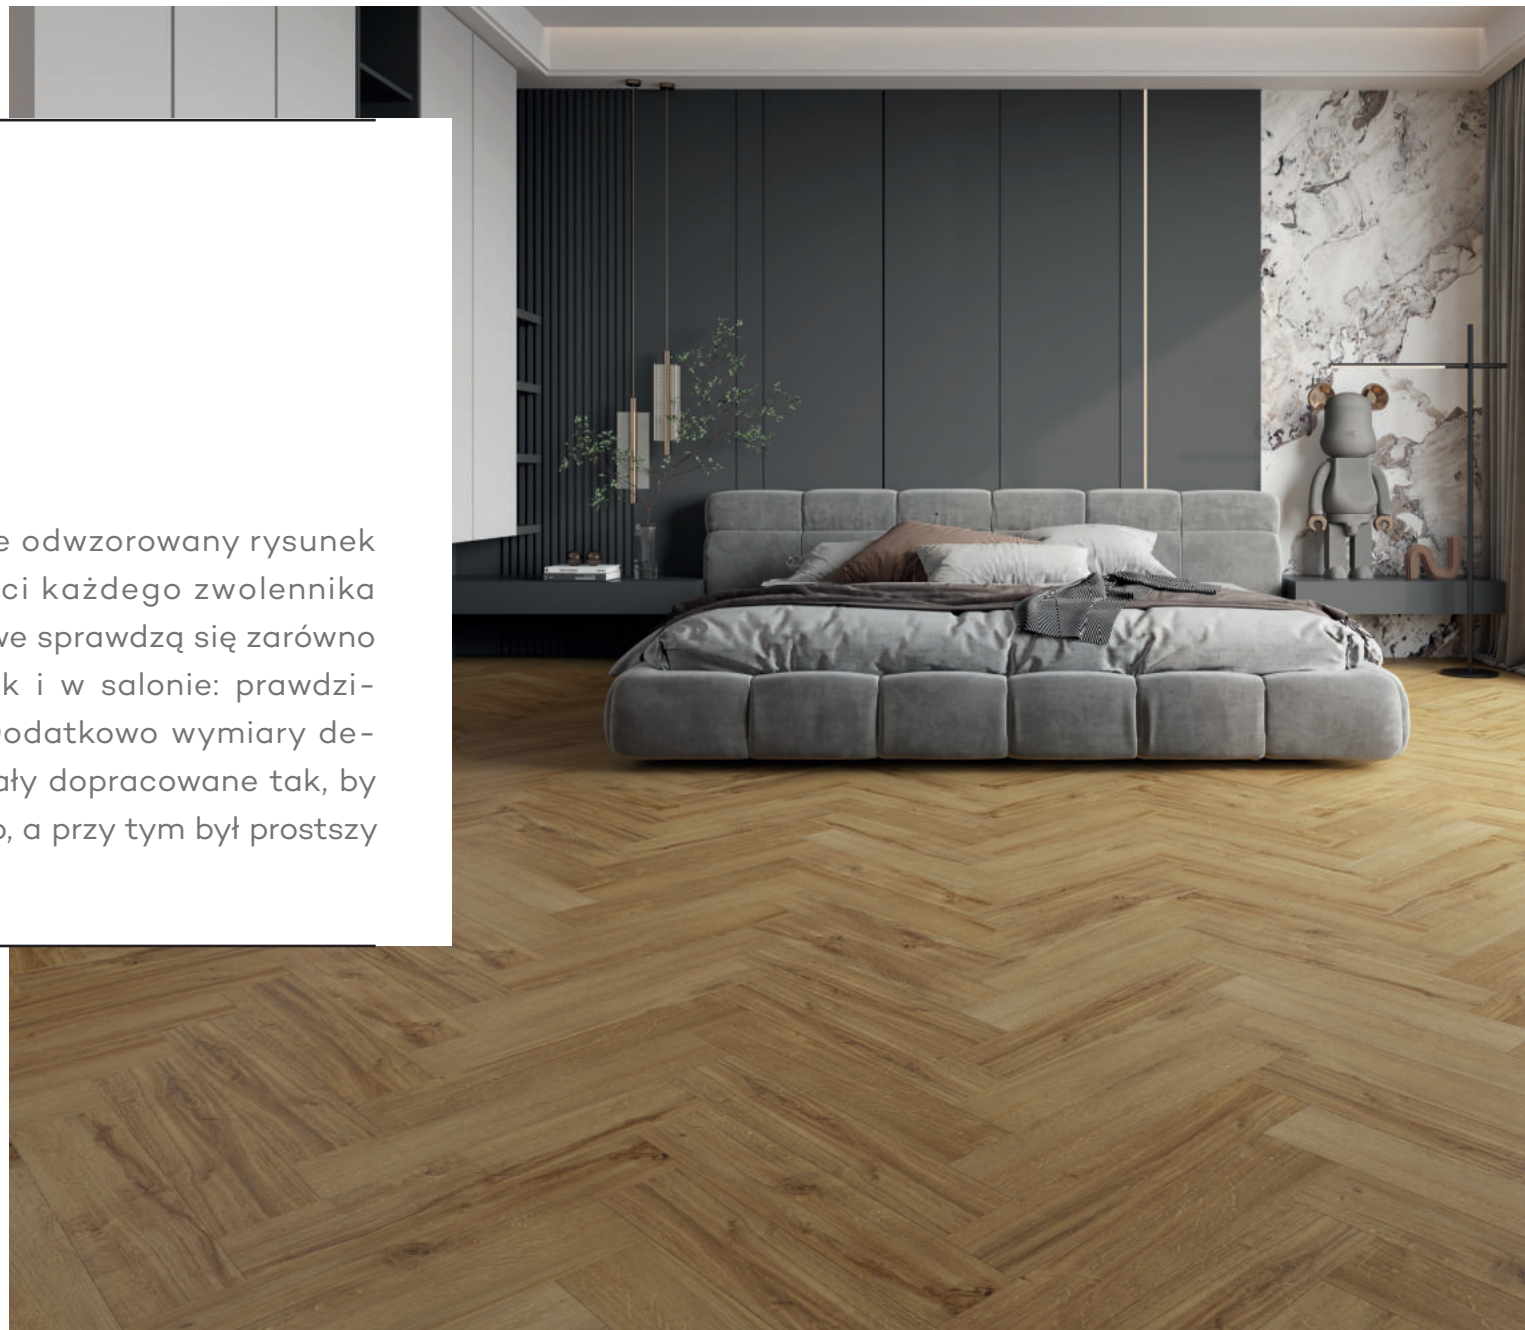 e odwzorowany rysunek
ci każdego zwolennika
we sprawdzą się zarówno
k i w salonie: prawdzi-
odatkowo wymiary de-
ały dopracowane tak, by
, a przy tym był prostszy